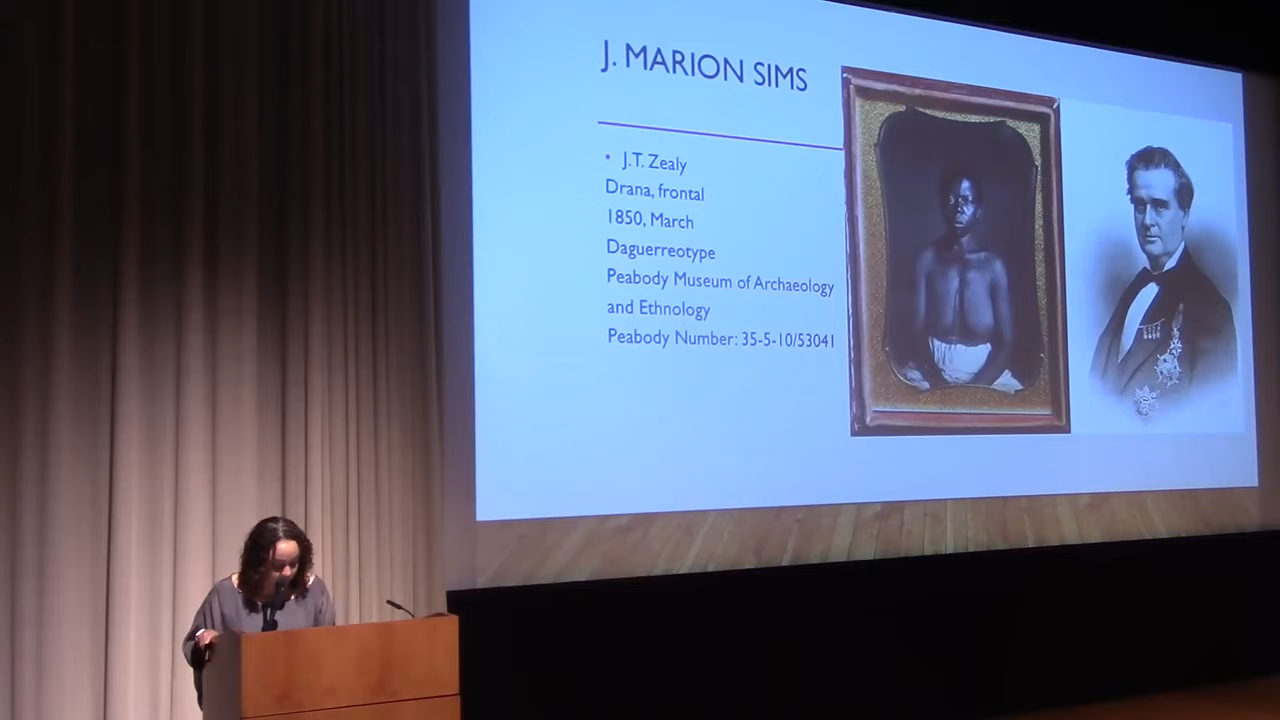 J. MARION SIMS
• J.T. Zealy
Drana, frontal
1850, March
Daguerreotype
Peabody Museum of Archaeology
and Ethnology
Peabody Number: 35-5-10/53041